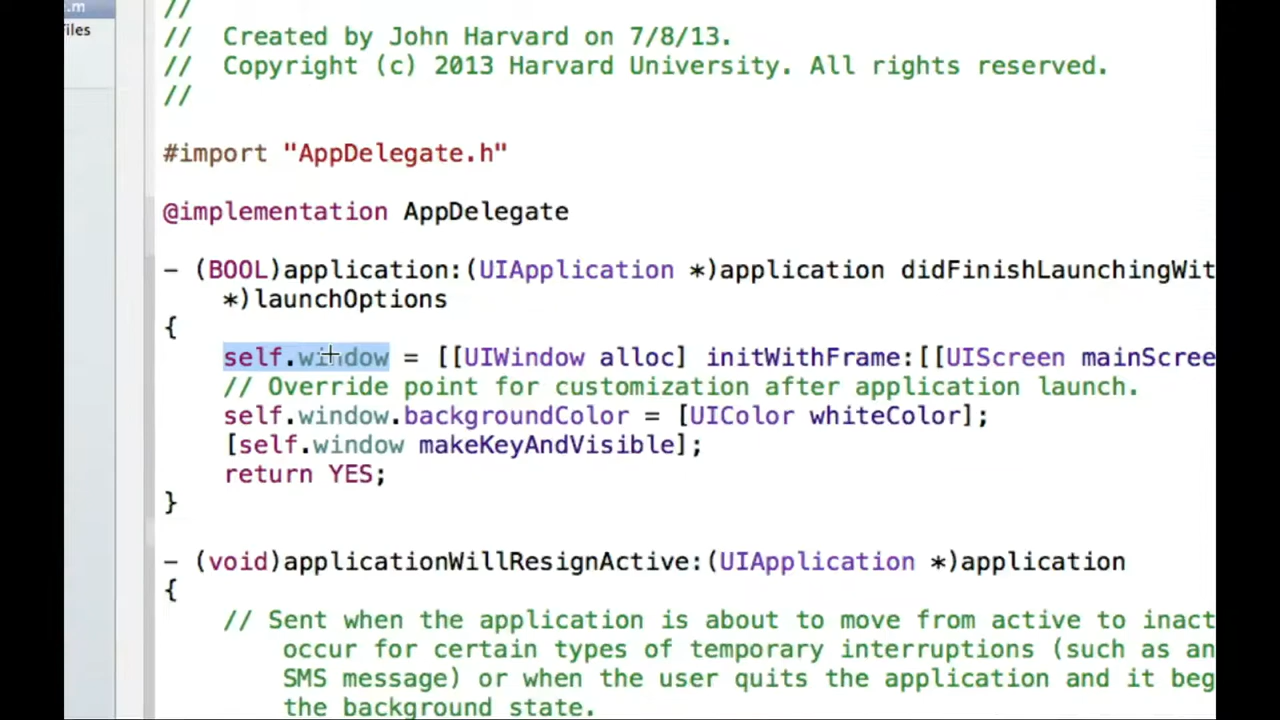 .m
Files
//
//  Created by John Harvard on 7/8/13.
//  Copyright (c) 2013 Harvard University. All rights reserved.
//
#import "AppDelegate.h"
@implementation AppDelegate
- (BOOL)application:(UIApplication *)application didFinishLaunchingWit
*)launchOptions
{
self.window = [[UIWindow alloc] initWithFrame:[[UIScreen mainScree
// Override point for customization after application launch.
self.window.backgroundColor = [UIColor whiteColor];
[self.window makeKeyAndVisible];
return YES;
}
- (void)applicationWillResignActive:(UIApplication *)application
{
// Sent when the application is about to move from active to inact
occur for certain types of temporary interruptions (such as an
SMS message) or when the user quits the application and it beg
the background state.